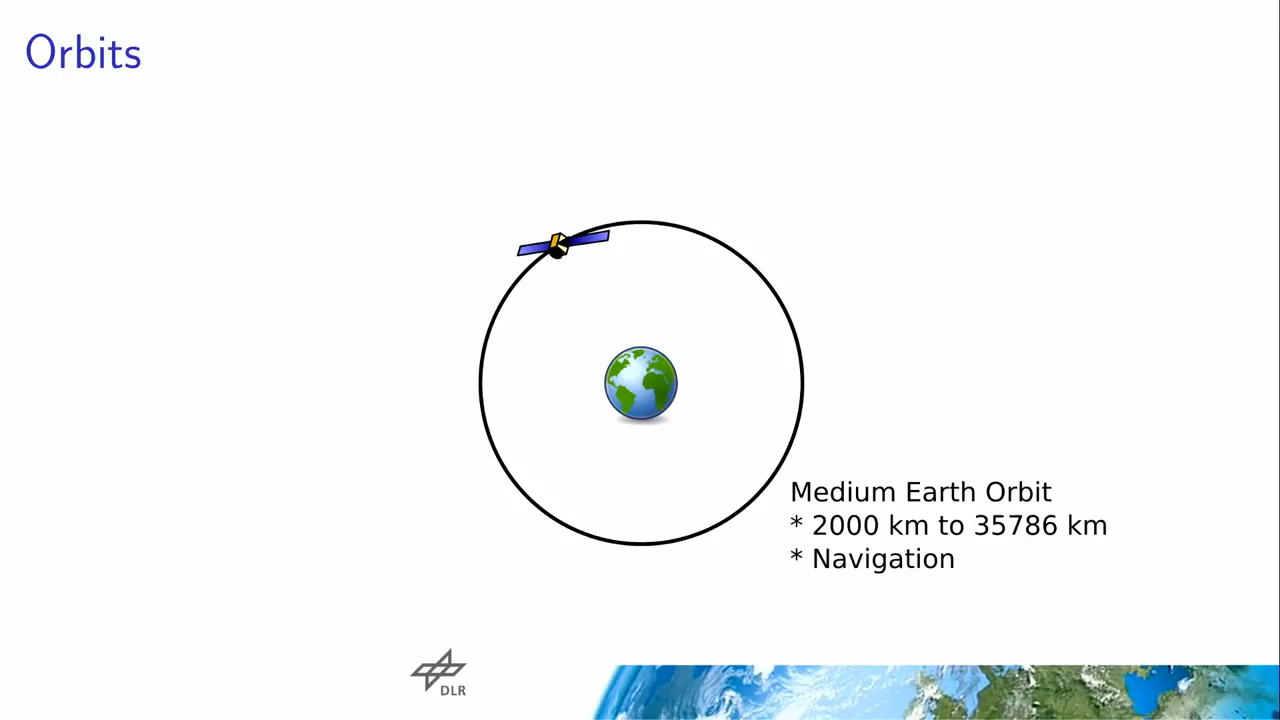 Orbits
Medium Earth Orbit
* 2000 km to 35786 km
* Navigation
DLR